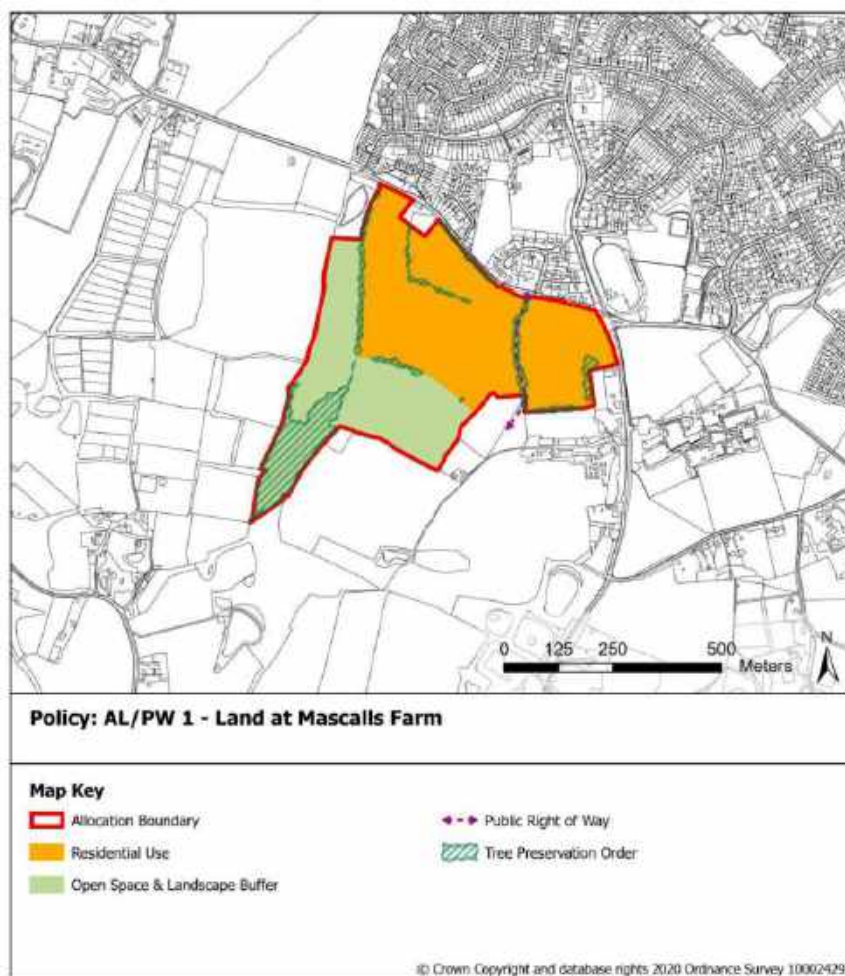 N
0 125 250 500
Meters
Policy: AL/PW 1 - Land at Mascalls Farm
Map Key
Allocation Boundary
Residential Use
Open Space & Landscape Buffer
Public Right of Way
Tree Preservation Order
© Crown Copyright and database rights 2020 Ordnance Survey 10002429